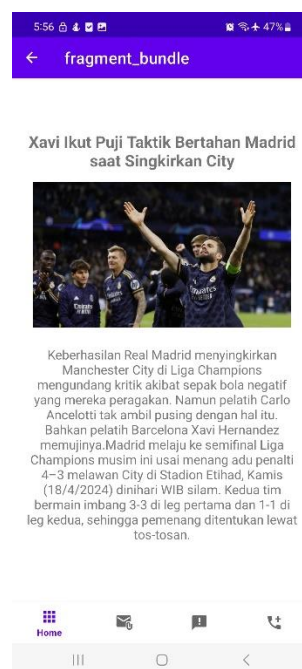 5:56 47%
fragment_bundle
Xavi Ikut Puji Taktik Bertahan Madrid
saat Singkirkan City
Keberhasilan Real Madrid menyingkirkan
Manchester City di Liga Champions
mengundang kritik akibat sepak bola negatif
yang mereka peragakan. Namun pelatih Carlo
Ancelotti tak ambil pusing dengan hal itu.
Bahkan pelatih Barcelona Xavi Hernandez
memujinya.Madrid melaju ke semifinal Liga
Champions musim ini usai menang adu penalti
4–3 melawan City di Stadion Etihad, Kamis
(18/4/2024) dinihari WIB silam. Kedua tim
bermain imbang 3-3 di leg pertama dan 1-1 di
leg kedua, sehingga pemenang ditentukan lewat
tos-tosan.
Home